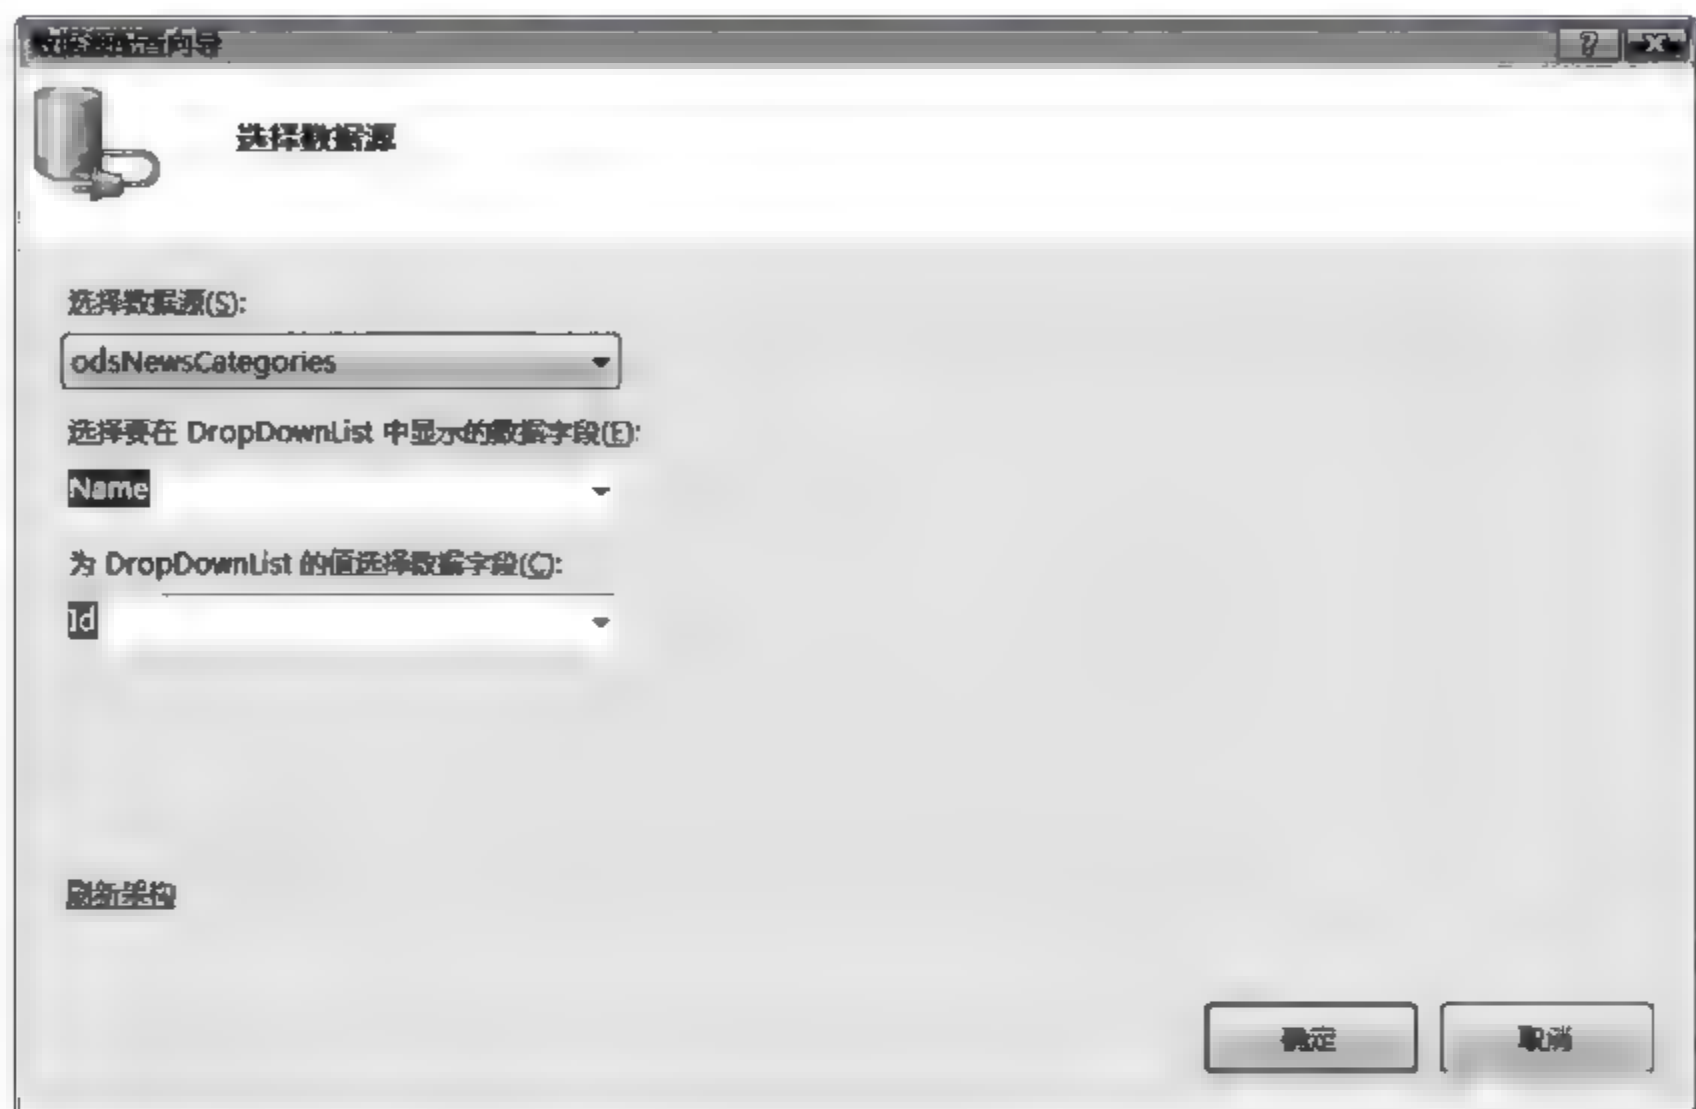 数据源配置向导
选择数据源
选择数据源(S):
odsNewsCategories
选择要在 DropDownList 中显示的数据字段(F):
Name
为 DropDownList 的值选择数据字段(C):
Id
刷新架构
确定
取消